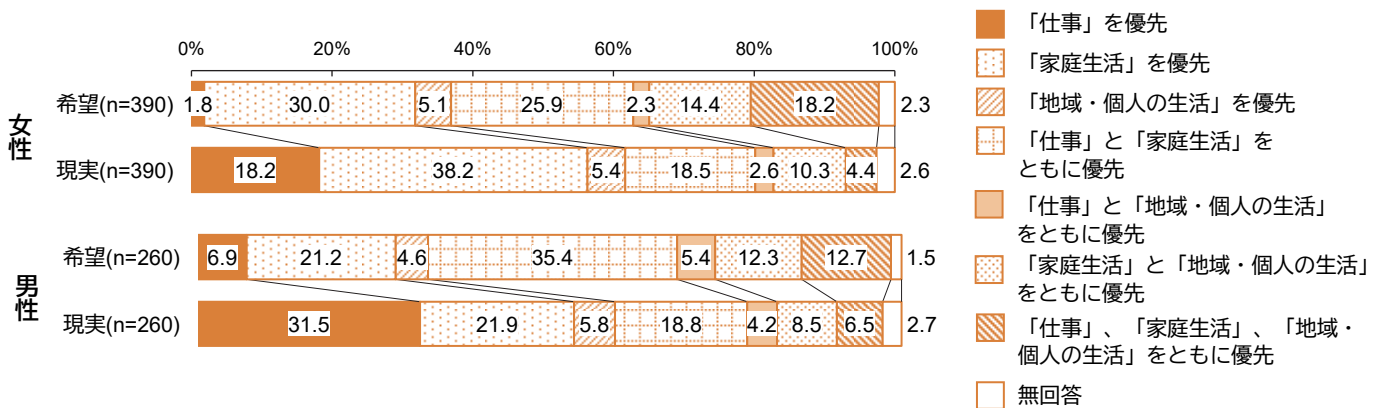 0% 20% 40% 60% 80% 100%
女性
希望(n=390) 1.8 30.0 5.1 25.9 2.3 14.4 18.2 2.3
現実(n=390) 18.2 38.2 5.4 18.5 2.6 10.3 4.4 2.6
男性
希望(n=260) 6.9 21.2 4.6 35.4 5.4 12.3 12.7 1.5
現実(n=260) 31.5 21.9 5.8 18.8 4.2 8.5 6.5 2.7
「仕事」を優先
「家庭生活」を優先
「地域・個人の生活」を優先
「仕事」と「家庭生活」を
ともに優先
「仕事」と「地域・個人の生活」
をともに優先
「家庭生活」と「地域・個人の生活」
をともに優先
「仕事」、「家庭生活」、「地域・
個人の生活」をともに優先
無回答